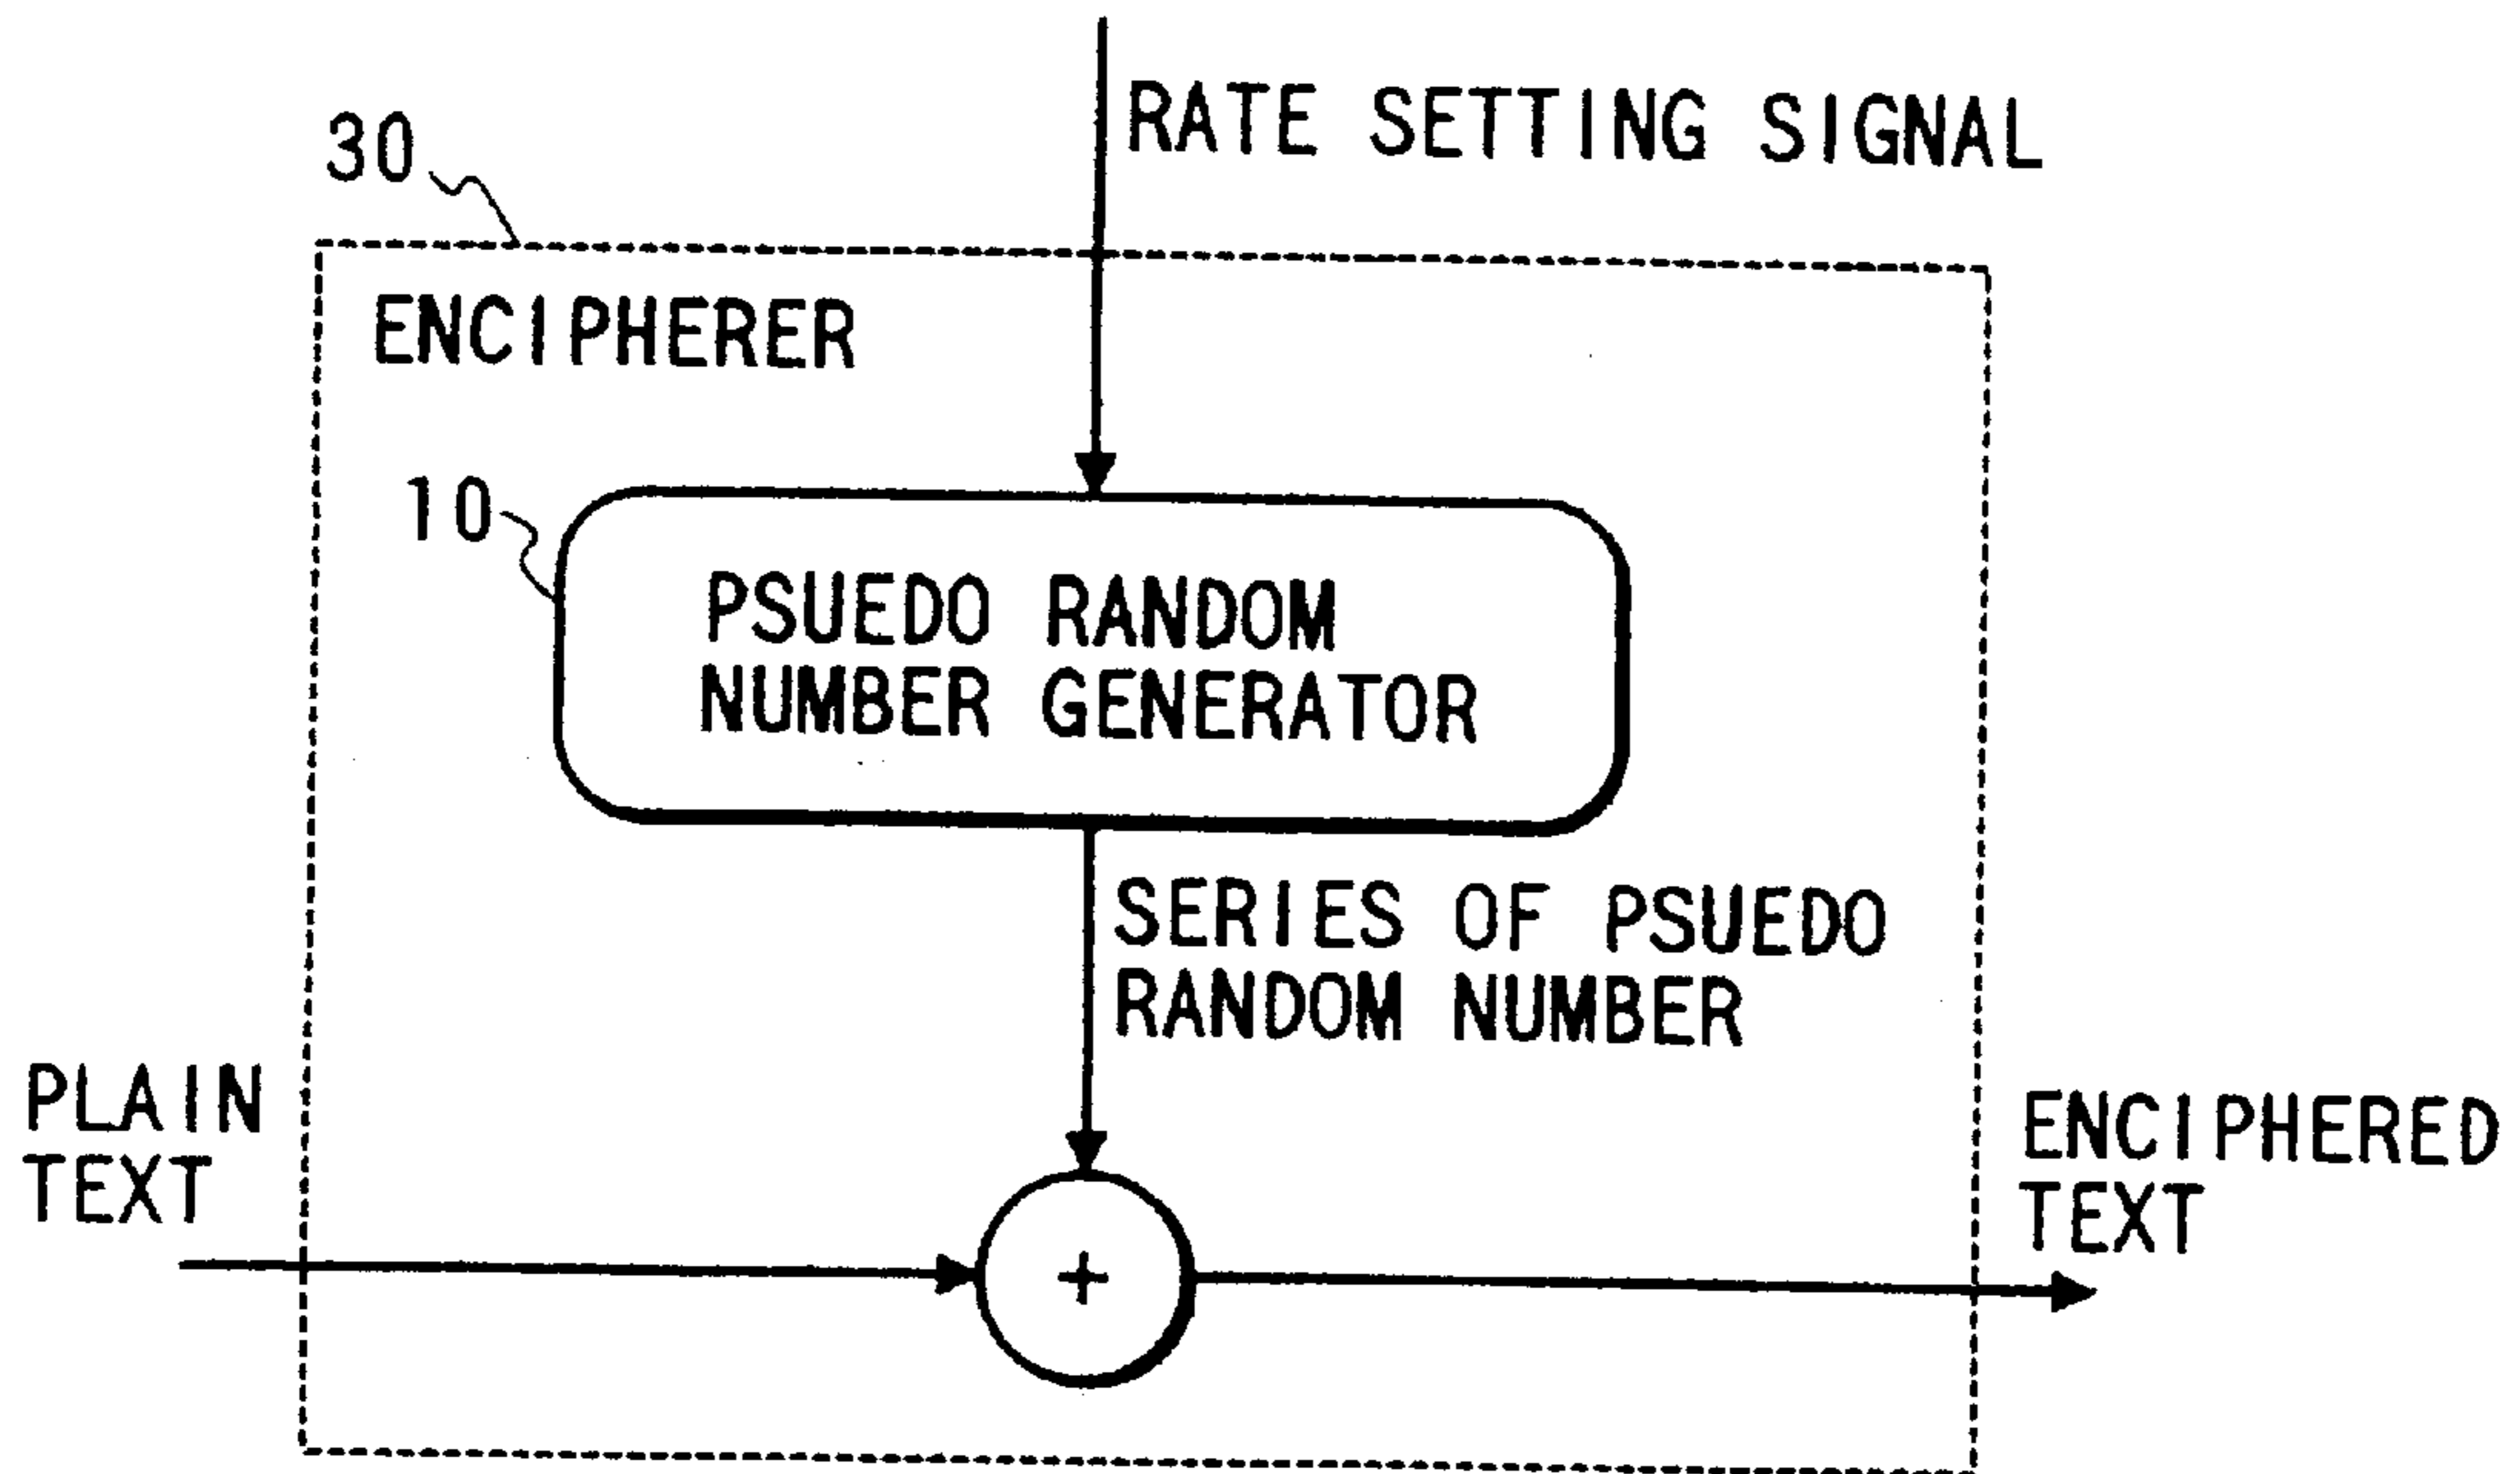 RATE SETTING SIGNAL
30
ENCIPHERER
10
PSUEDO RANDOM
NUMBER GENERATOR
SERIES OF PSUEDO
RANDOM NUMBER
PLAIN
TEXT
+
ENCIPHERED
TEXT